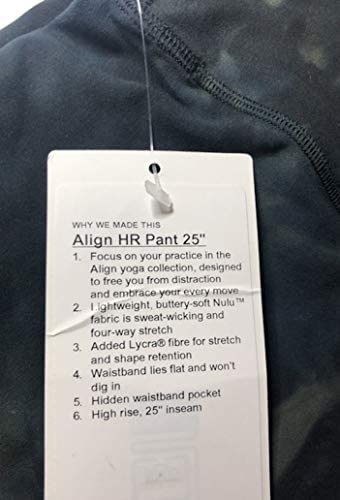 WHY WE MADE THIS
Align HR Pant 25"
1. Focus on your practice in the
Align yoga collection, designed
to free you from distraction
and embrace your every move
2. Lightweight, buttery-soft Nulu™
fabric is sweat-wicking and
four-way stretch
3. Added Lycra® fibre for stretch
and shape retention
4. Waistband lies flat and won't
dig in
5. Hidden waistband pocket
6. High rise, 25" inseam